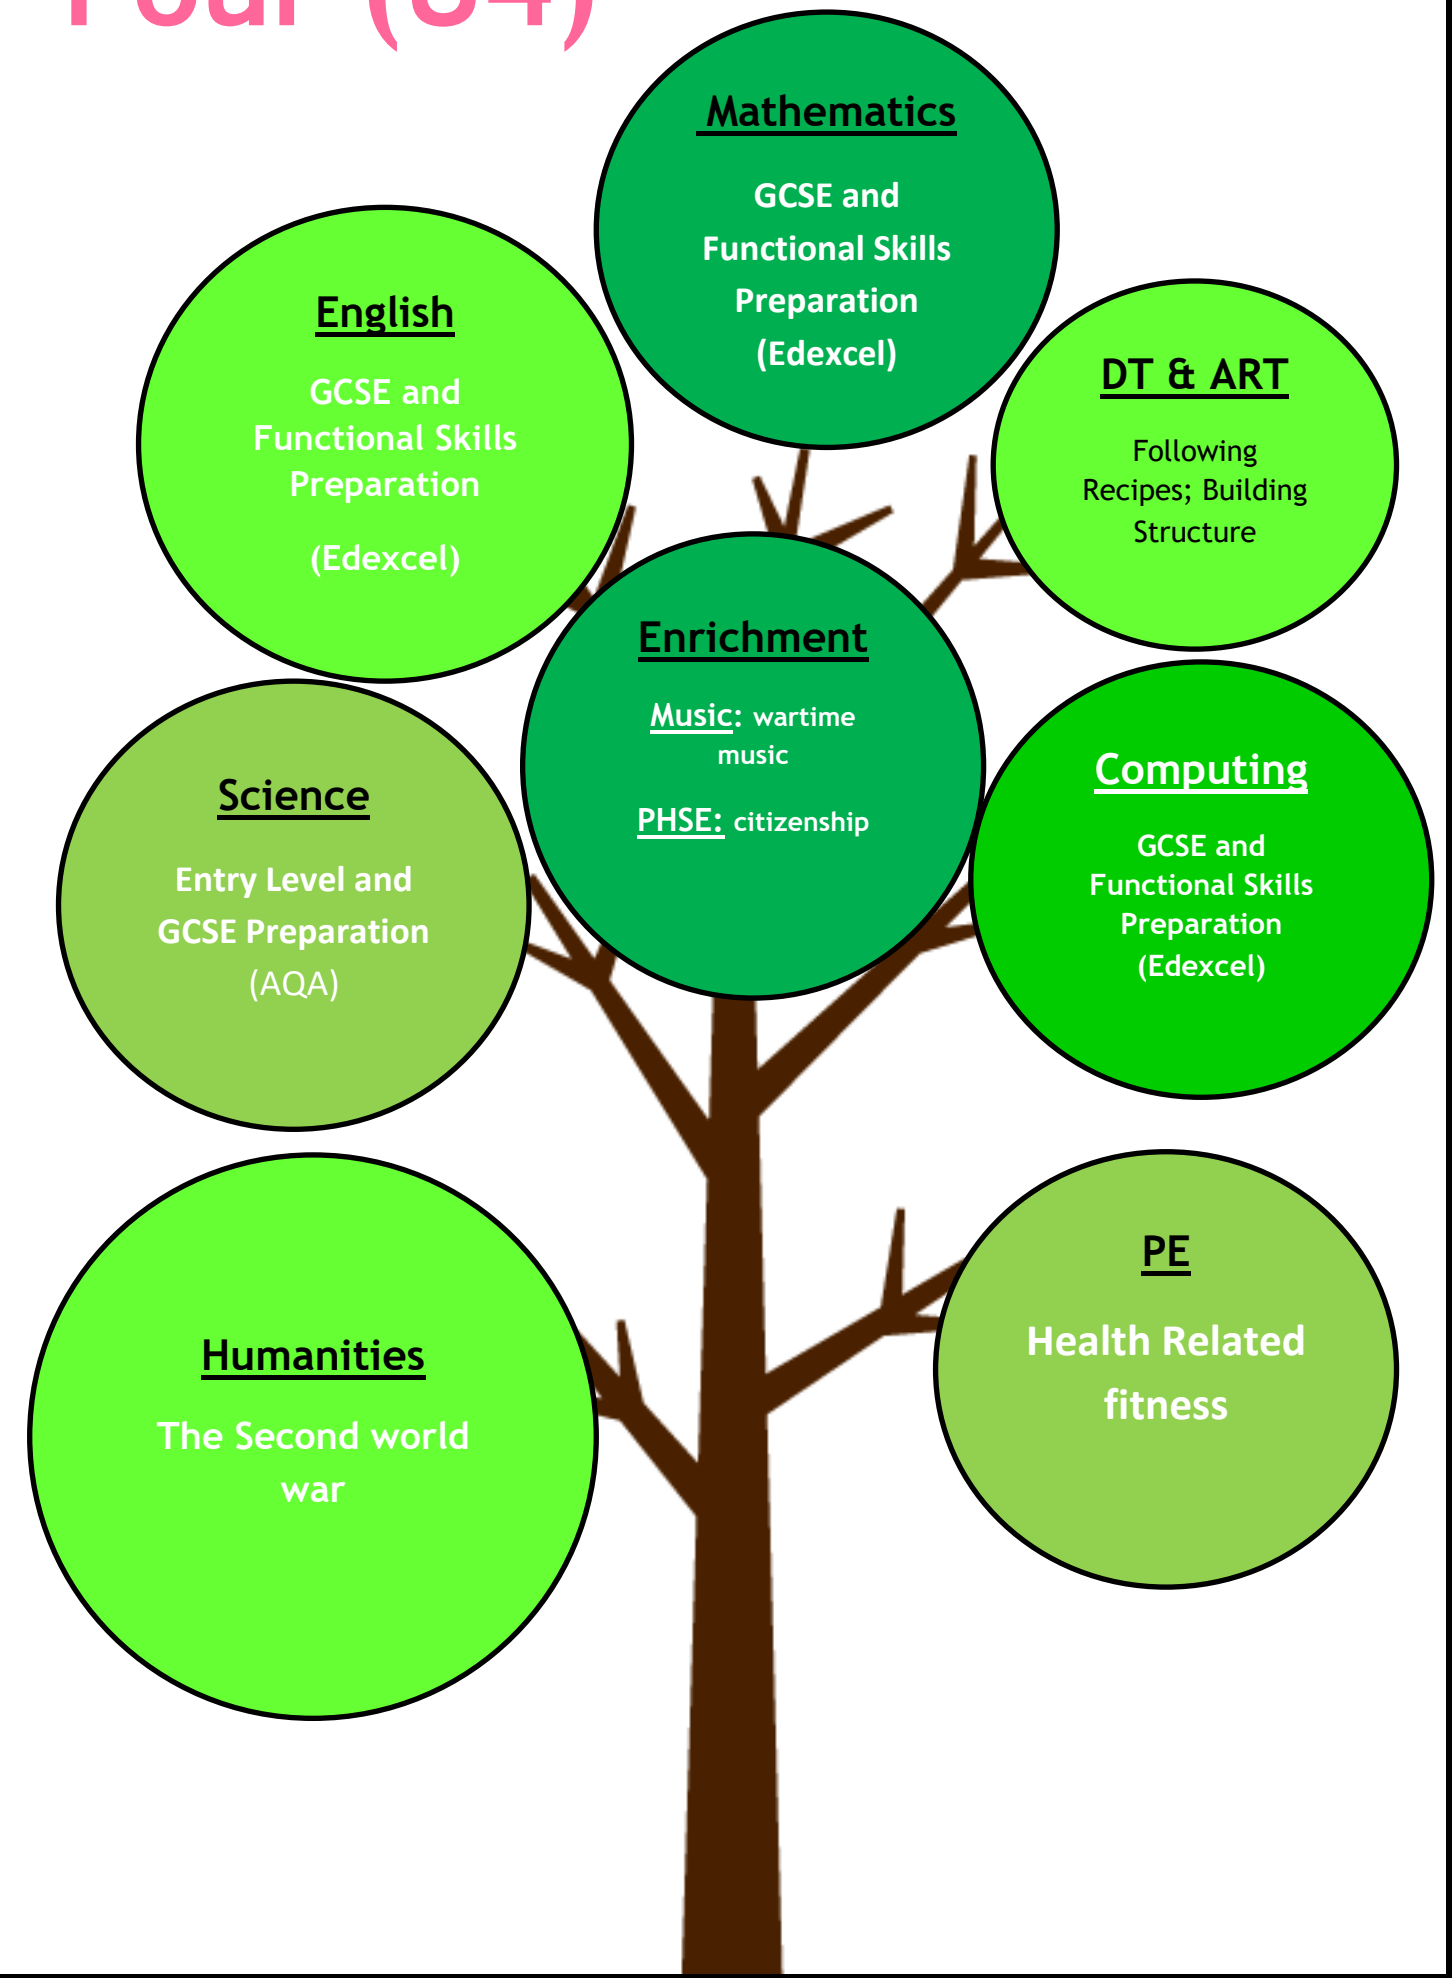 Four (U4)
Mathematics
GCSE and
Functional Skills
Preparation
(Edexcel)
English
GCSE and
Functional Skills
Preparation
(Edexcel)
DT & ART
Following
Recipes; Building
Structure
Enrichment
Music: wartime
music
PHSE: citizenship
Computing
GCSE and
Functional Skills
Preparation
(Edexcel)
Science
Entry Level and
GCSE Preparation
(AQA)
PE
Health Related
fitness
Humanities
The Second world
war